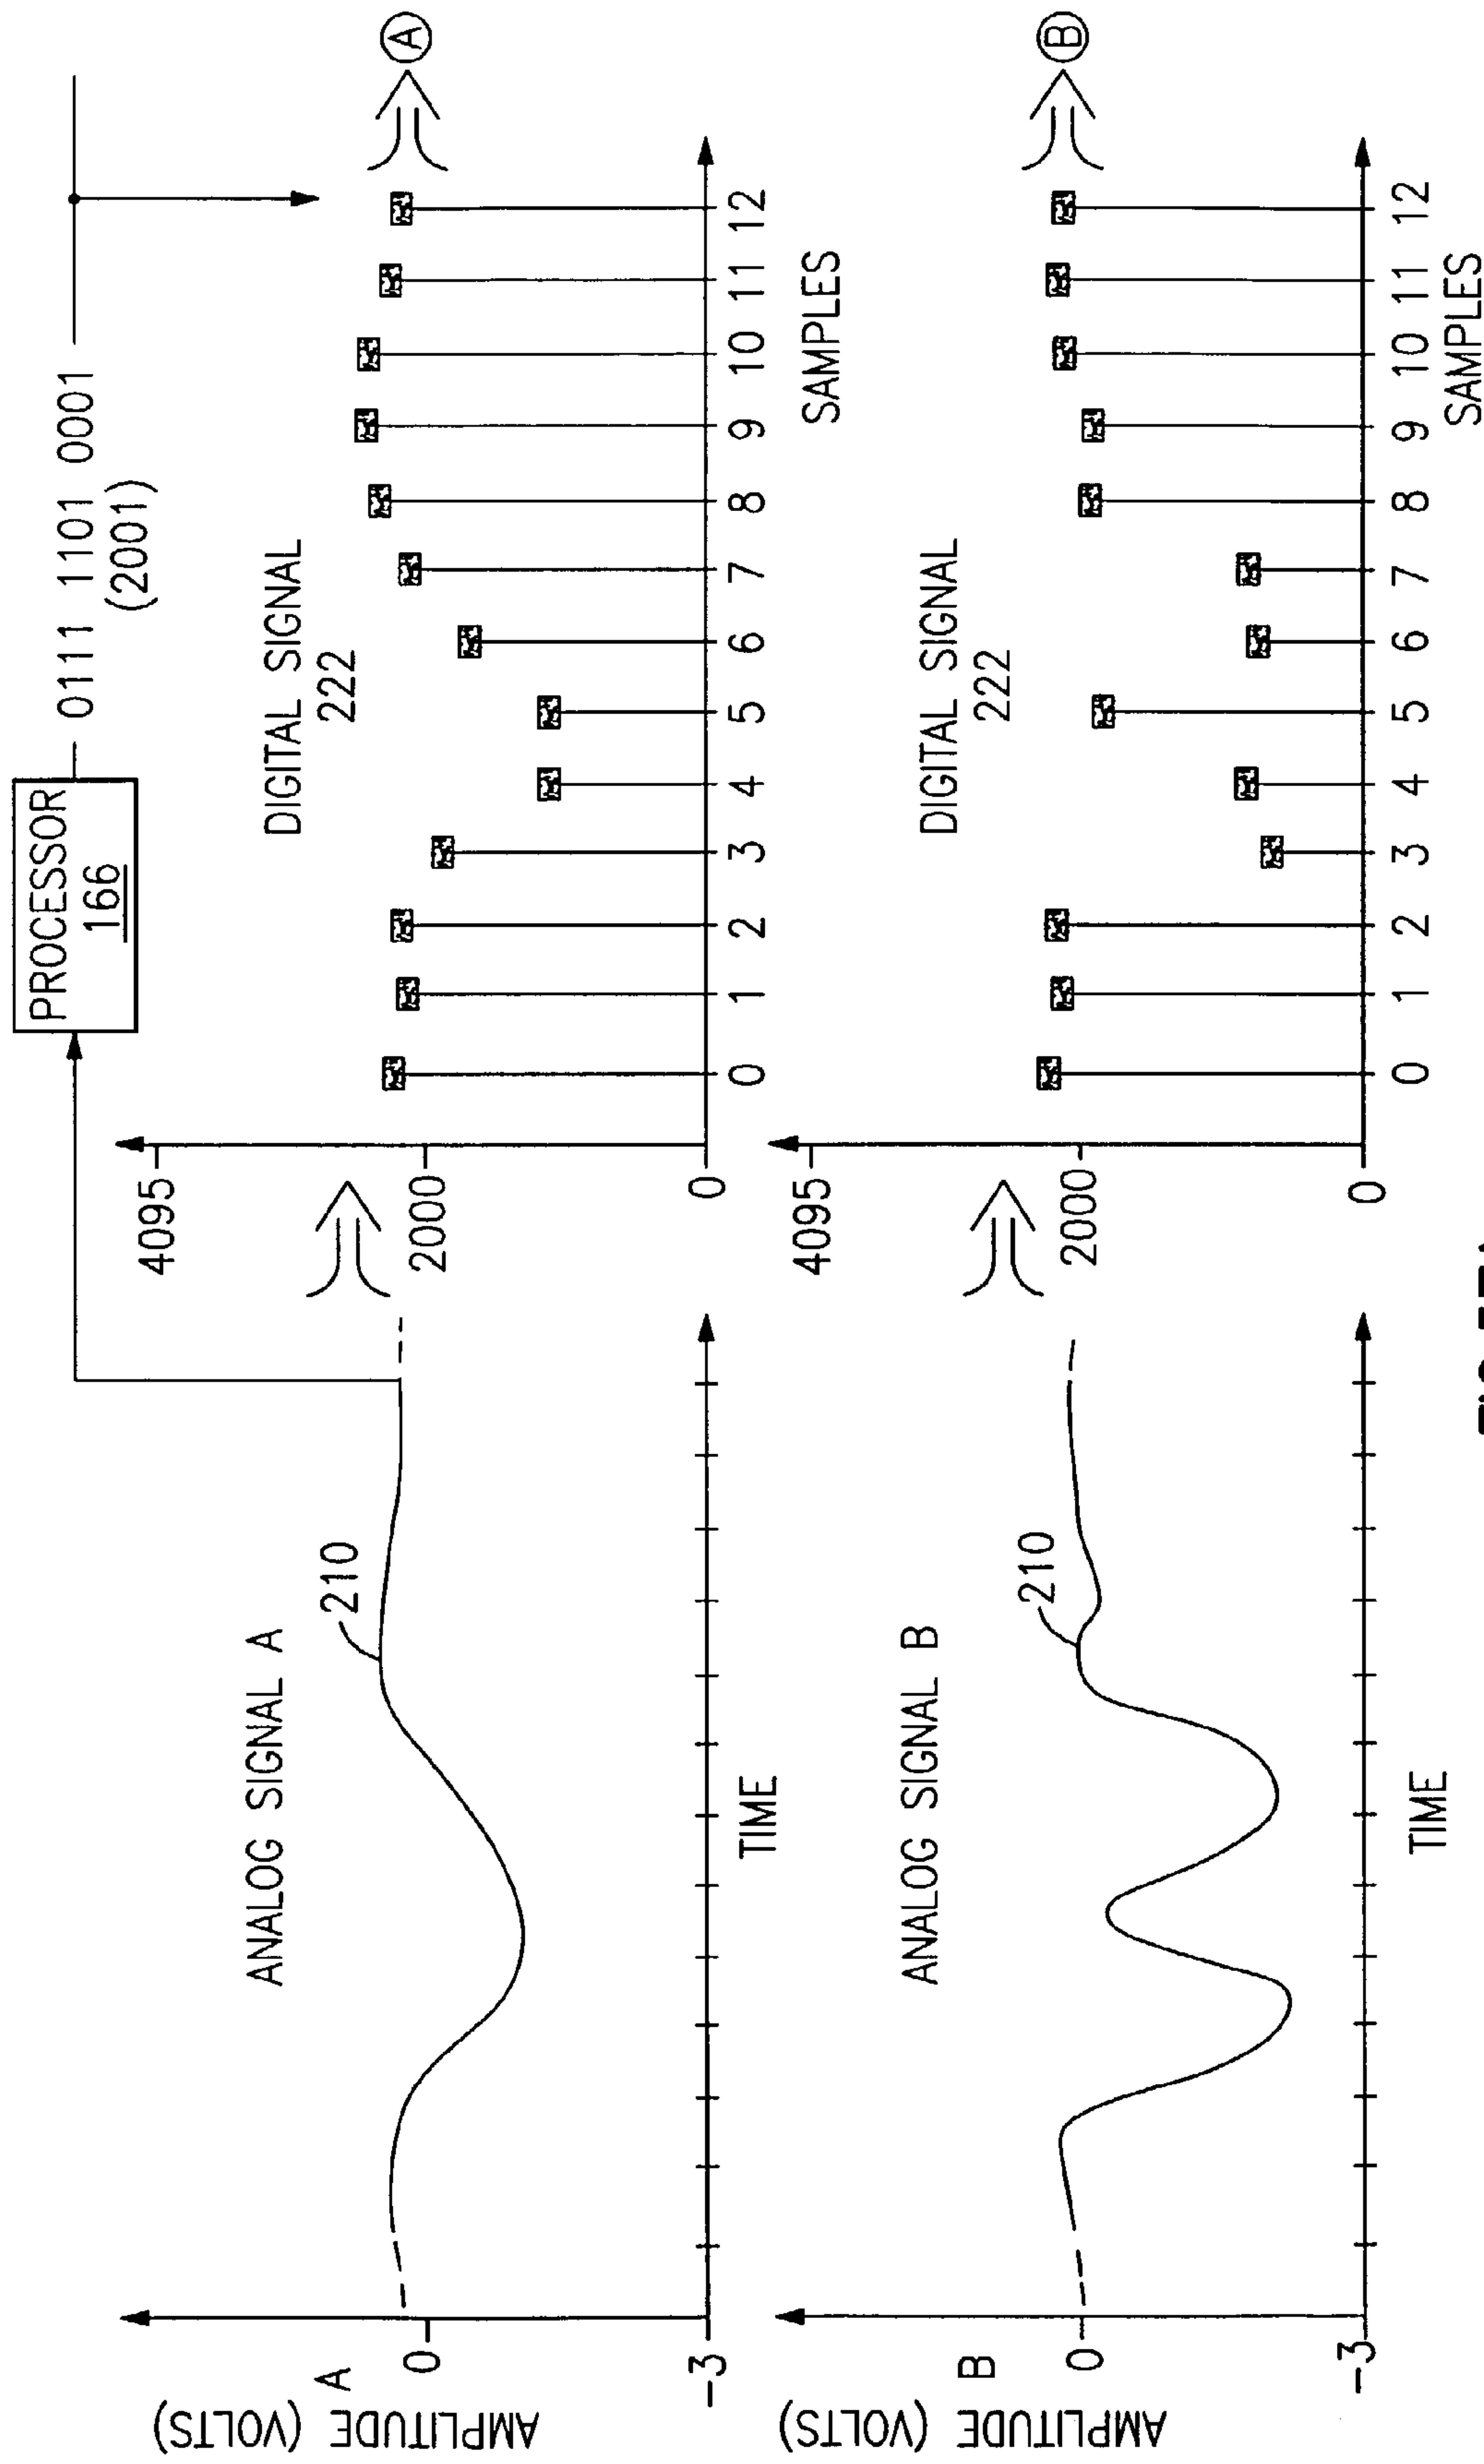 PROCESSOR
166
0111 1101 0001
(2001)
AMPLITUDE (VOLTS)
A
0
-3
ANALOG SIGNAL A
210
TIME
4095
2000
0
DIGITAL SIGNAL
222
0 1 2 3 4 5 6 7 8 9 10 11 12
SAMPLES
A
AMPLITUDE (VOLTS)
B
0
-3
ANALOG SIGNAL B
210
TIME
4095
2000
0
DIGITAL SIGNAL
222
0 1 2 3 4 5 6 7 8 9 10 11 12
SAMPLES
B